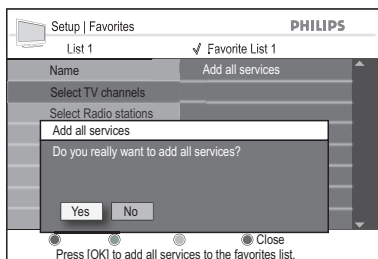 Setup | Favorites PHILIPS
List 1 √ Favorite List 1
Name Add all services
Select TV channels
Select Radio stations
Add all services
Do you really want to add all services?
Yes No
Close
Press [OK] to add all services to the favorites list.